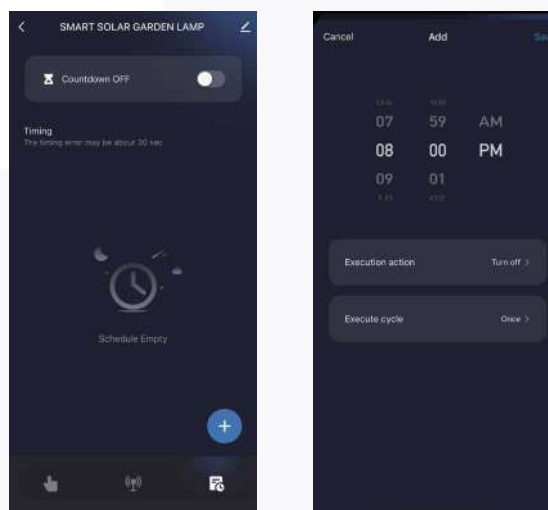 SMART SOLAR GARDEN LAMP
Countdown OFF
Timing
The timing error may be about 30 sec
Schedule Empty
Cancel Add
07 59 AM
08 00 PM
09 01
Execution action Turn off
Execute cycle Once